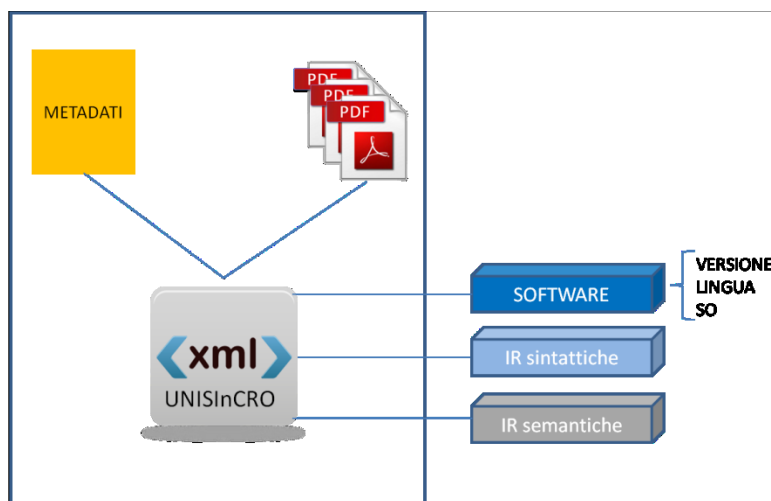 METADATI
PDF
PDF
PDF
xml
UNISInCRO
SOFTWARE
VERSIONE
LINGUA
SO
IR sintattiche
IR semantiche